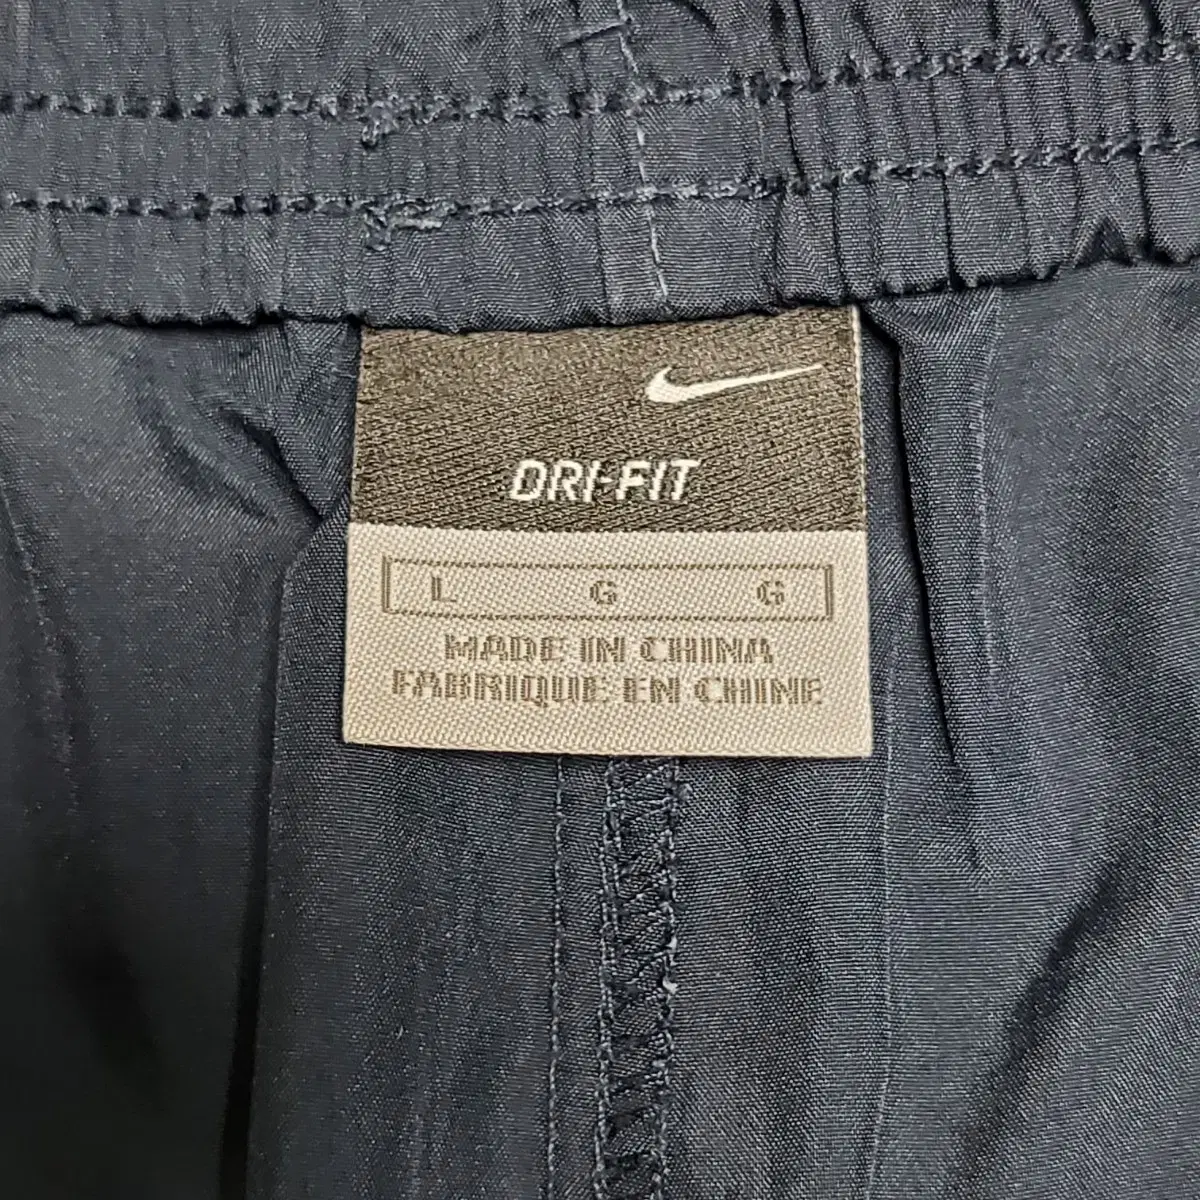 DRI-FIT
L G G
MADE IN CHINA
FABRIQUE EN CHINE